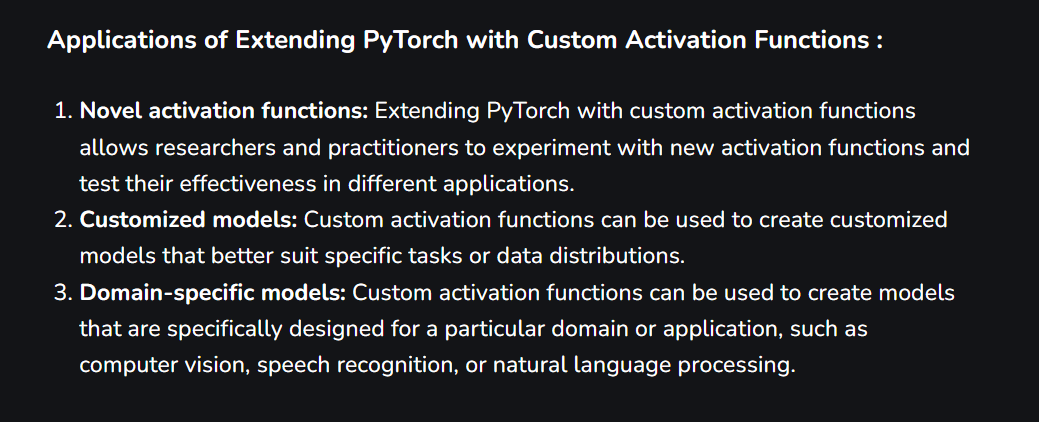 Applications of Extending PyTorch with Custom Activation Functions :
1. Novel activation functions: Extending PyTorch with custom activation functions
allows researchers and practitioners to experiment with new activation functions and
test their effectiveness in different applications.
2. Customized models: Custom activation functions can be used to create customized
models that better suit specific tasks or data distributions.
3. Domain-specific models: Custom activation functions can be used to create models
that are specifically designed for a particular domain or application, such as
computer vision, speech recognition, or natural language processing.